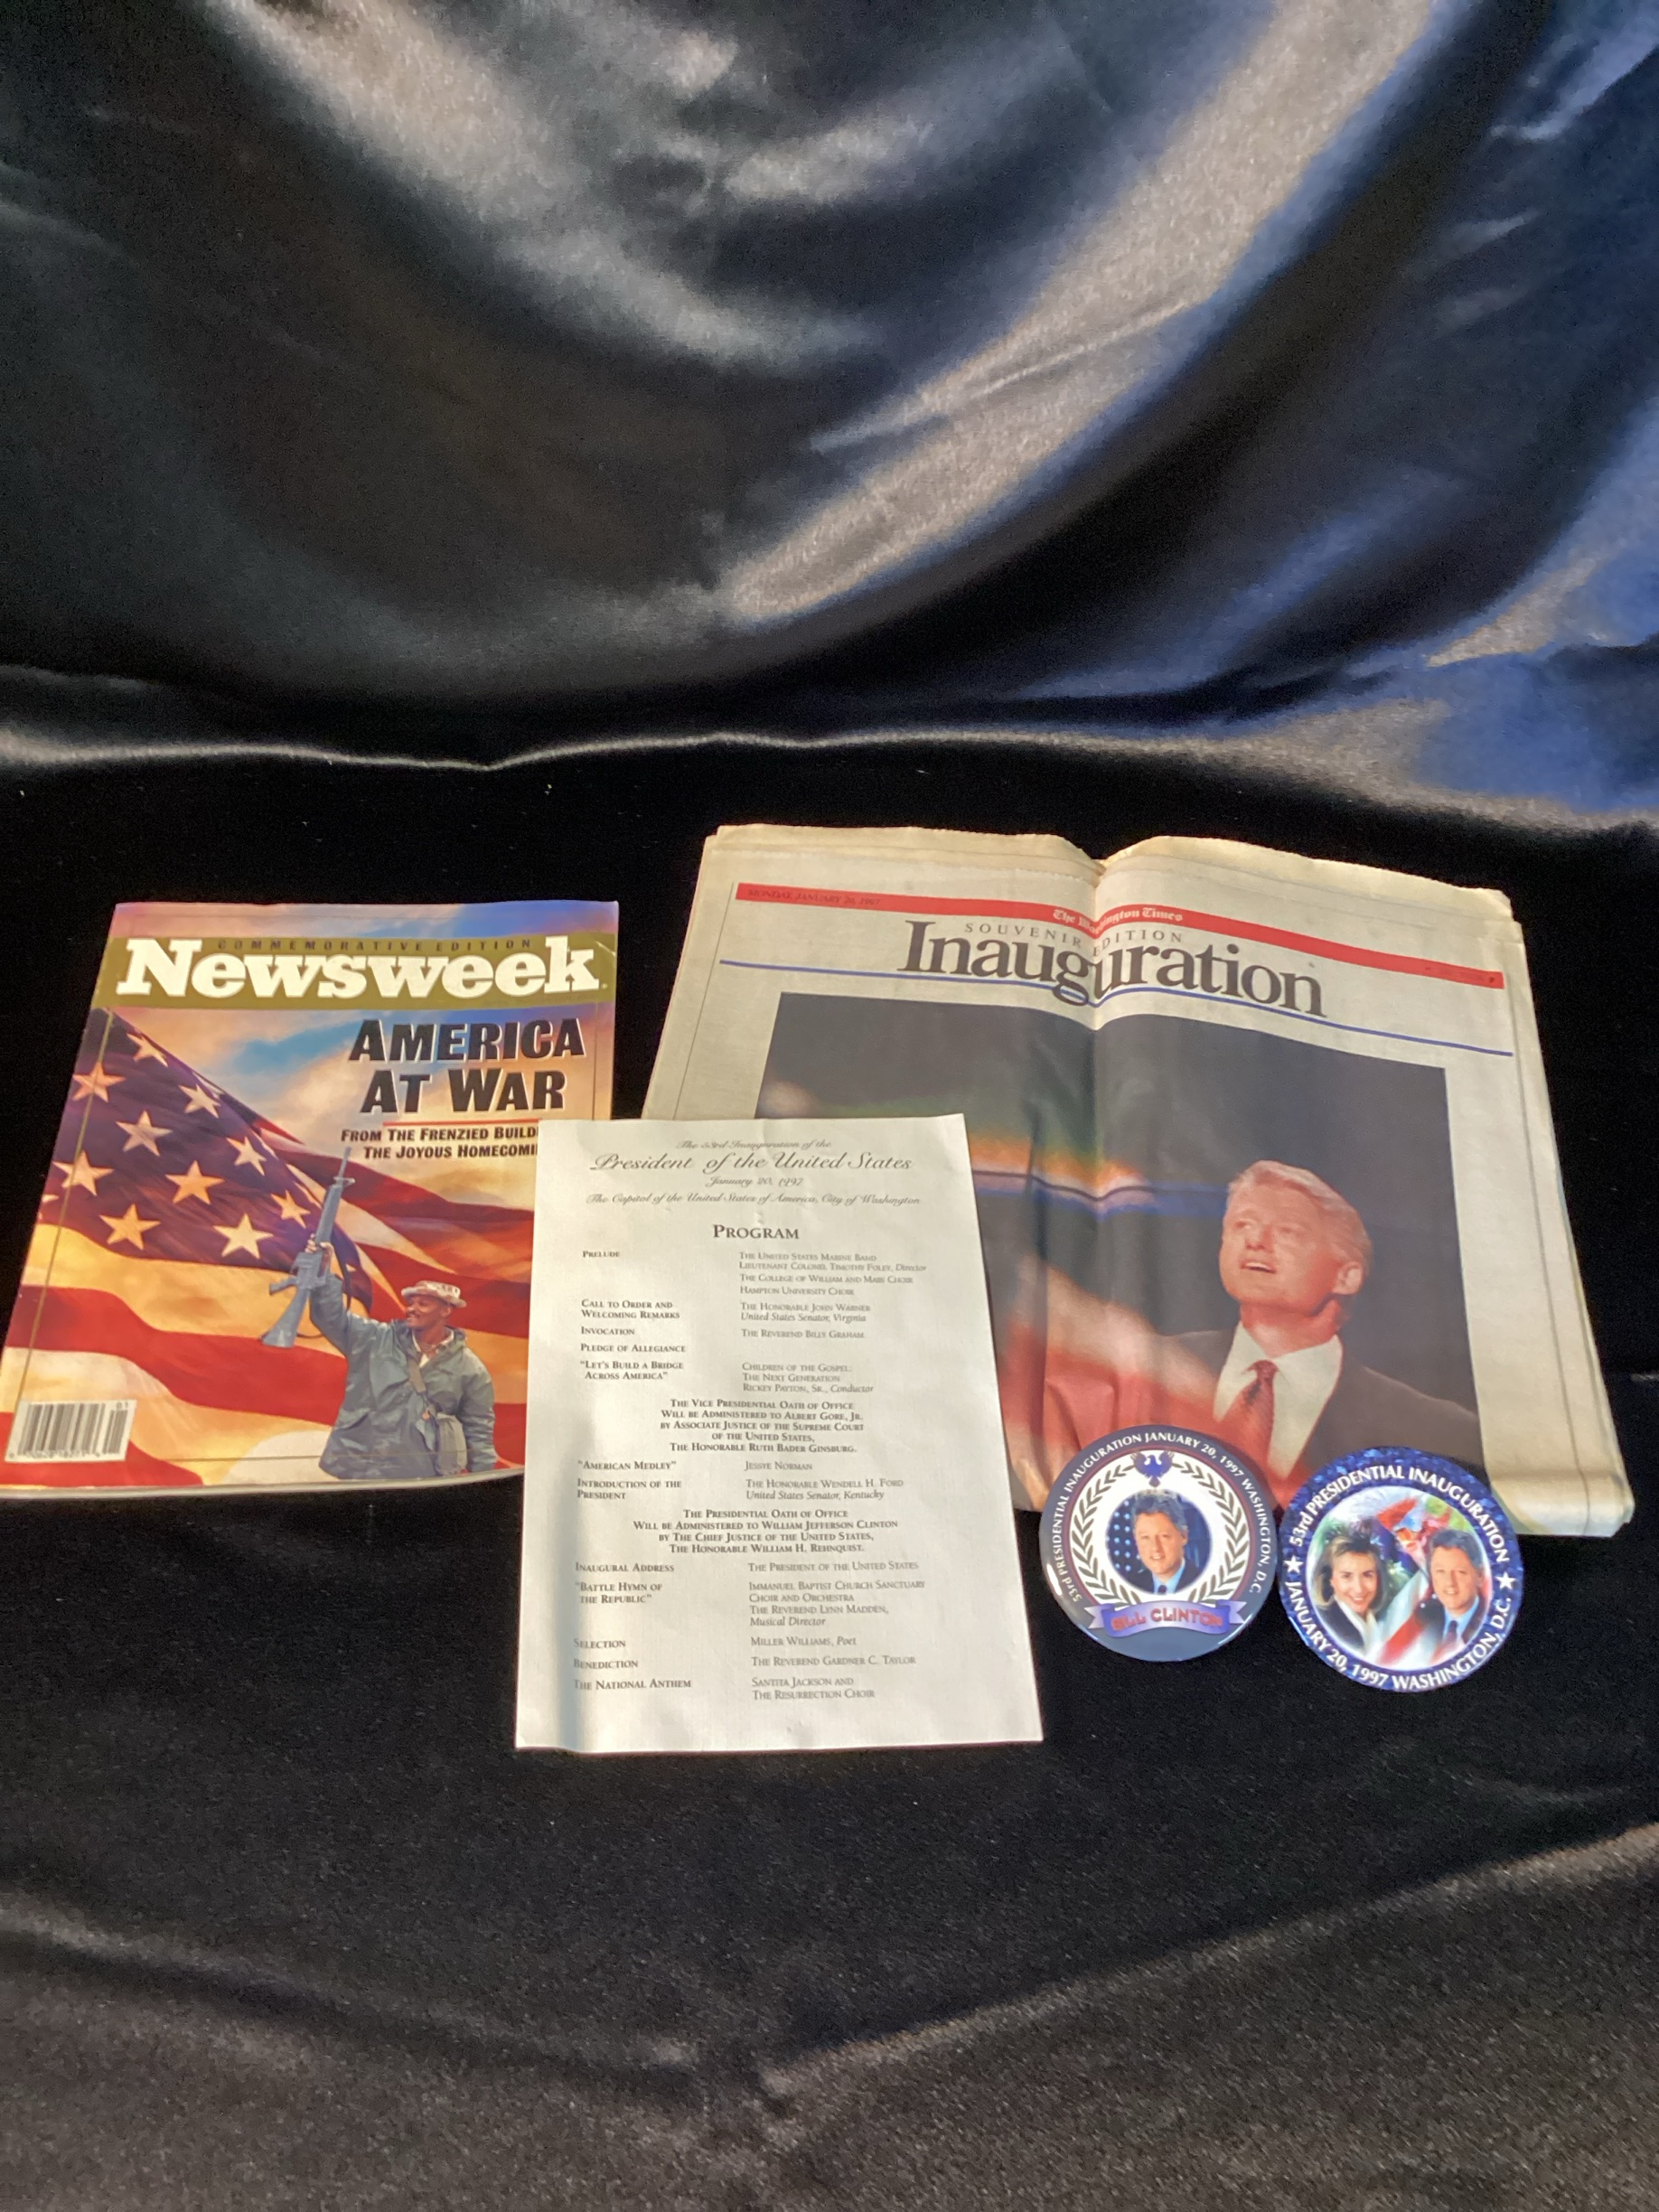 COMMEMORATIVE EDITION
Newsweek
AMERICA
AT WAR
FROM THE FRENZIED BUILD
THE JOYOUS HOMECOMI
MONDAY, JANUARY 20, 1997
The Washington Times
SOUVENIR EDITION
Inauguration
The 53rd Inauguration of the
President of the United States
January 20, 1997
The Capitol of the United States of America, City of Washington
PROGRAM
PRELUDE THE UNITED STATES MARINE BAND
LIEUTENANT COLONEL TIMOTHY FOLEY, Director
THE COLLEGE OF WILLIAM AND MARY CHOIR
HAMPTON UNIVERSITY CHOIR
CALL TO ORDER AND THE HONORABLE JOHN WARNER
WELCOMING REMARKS United States Senator, Virginia
INVOCATION THE REVEREND BILLY GRAHAM
PLEDGE OF ALLEGIANCE
"LET'S BUILD A BRIDGE CHILDREN OF THE GOSPEL:
ACROSS AMERICA" THE NEXT GENERATION
RICKEY PAYTON, SR., Conductor
THE VICE PRESIDENTIAL OATH OF OFFICE
WILL BE ADMINISTERED TO ALBERT GORE, JR.
BY ASSOCIATE JUSTICE OF THE SUPREME COURT
OF THE UNITED STATES,
THE HONORABLE RUTH BADER GINSBURG.
"AMERICAN MEDLEY" JESSYE NORMAN
INTRODUCTION OF THE THE HONORABLE WENDELL H. FORD
PRESIDENT United States Senator, Kentucky
THE PRESIDENTIAL OATH OF OFFICE
WILL BE ADMINISTERED TO WILLIAM JEFFERSON CLINTON
BY THE CHIEF JUSTICE OF THE UNITED STATES,
THE HONORABLE WILLIAM H. REHNQUIST.
INAUGURAL ADDRESS THE PRESIDENT OF THE UNITED STATES
"BATTLE HYMN OF IMMANUEL BAPTIST CHURCH SANCTUARY
THE REPUBLIC" CHOIR AND ORCHESTRA
THE REVEREND LYNN MADDEN,
Musical Director
SELECTION MILLER WILLIAMS, Poet
BENEDICTION THE REVEREND GARDNER C. TAYLOR
THE NATIONAL ANTHEM SANTITA JACKSON AND
THE RESURRECTION CHOIR
53rd PRESIDENTIAL INAUGURATION JANUARY 20, 1997 WASHINGTON, D.C.
BILL CLINTON
53rd PRESIDENTIAL INAUGURATION
JANUARY 20, 1997 WASHINGTON, D.C.